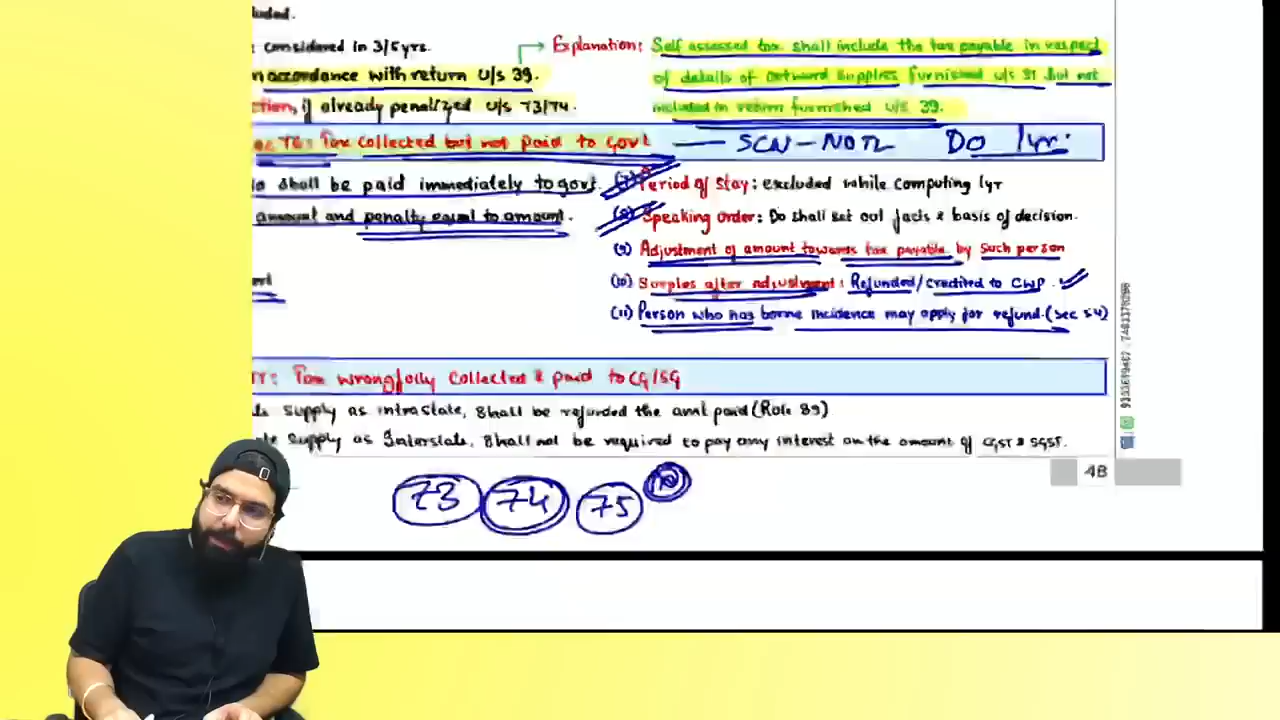 luded.
considered in 3/5yrs.
n accordance with return u/s 39.
ction, if already penalized u/s 73/74.
Explanation: Self assessed tax shall include the tax payable in respect
of details of outward supplies furnished u/s 37 but not
included in return furnished u/s 39.
ec 76: Tax Collected but not paid to Govt — SCN - NOTL DO 1yr.
o shall be paid immediately to govt.
amount and penalty equal to amount.
(7) Period of Stay: excluded while computing 1yr
(8) Speaking Order: Do shall set out facts & basis of decision.
(9) Adjustment of amount towards tax payable by Such person
(10) Surplus after adjustment: Refunded/credited to CWF.
(11) Person who has borne incidence may apply for refund.(Sec 54)
77: Tax wrongfully Collected & paid to CG/SG
Supply as intrastate, Shall be refunded the amt paid (Rule 89)
Supply as Interstate, Shall not be required to pay any interest on the amount of CGST & SGST.
48
73 74 75